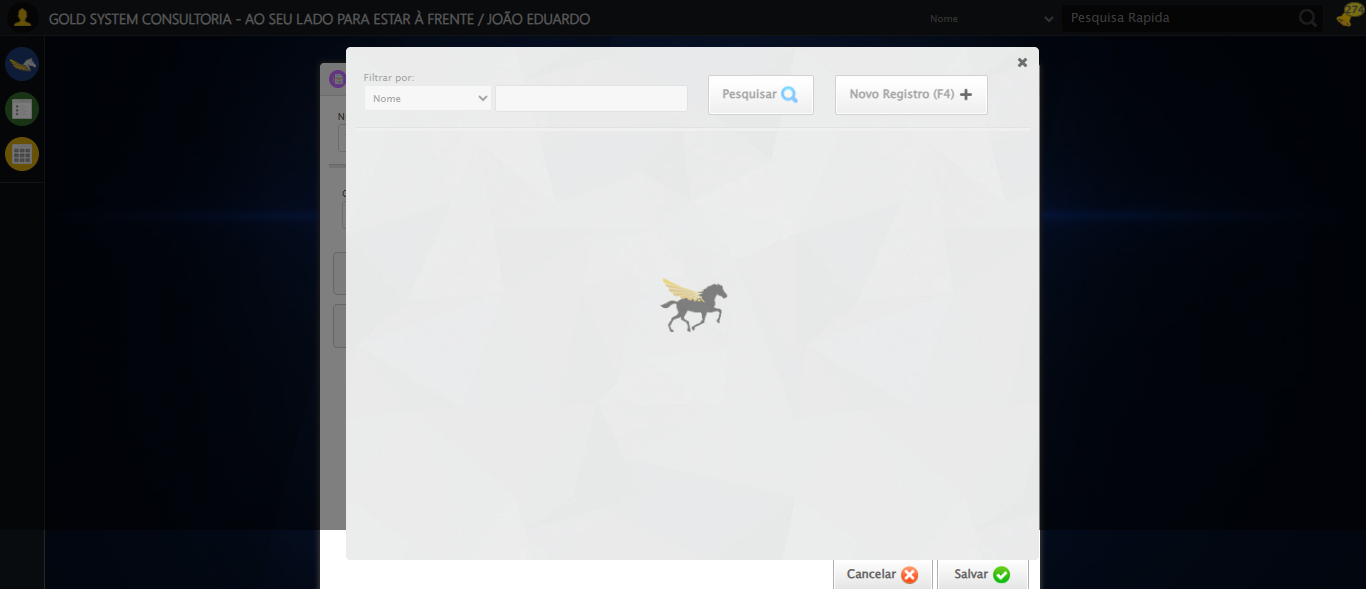 GOLD SYSTEM CONSULTORIA - AO SEU LADO PARA ESTAR À FRENTE / JOÃO EDUARDO
Nome
Pesquisa Rapida
274
Filtrar por:
Nome
Pesquisar
Novo Registro (F4)
Cancelar
Salvar